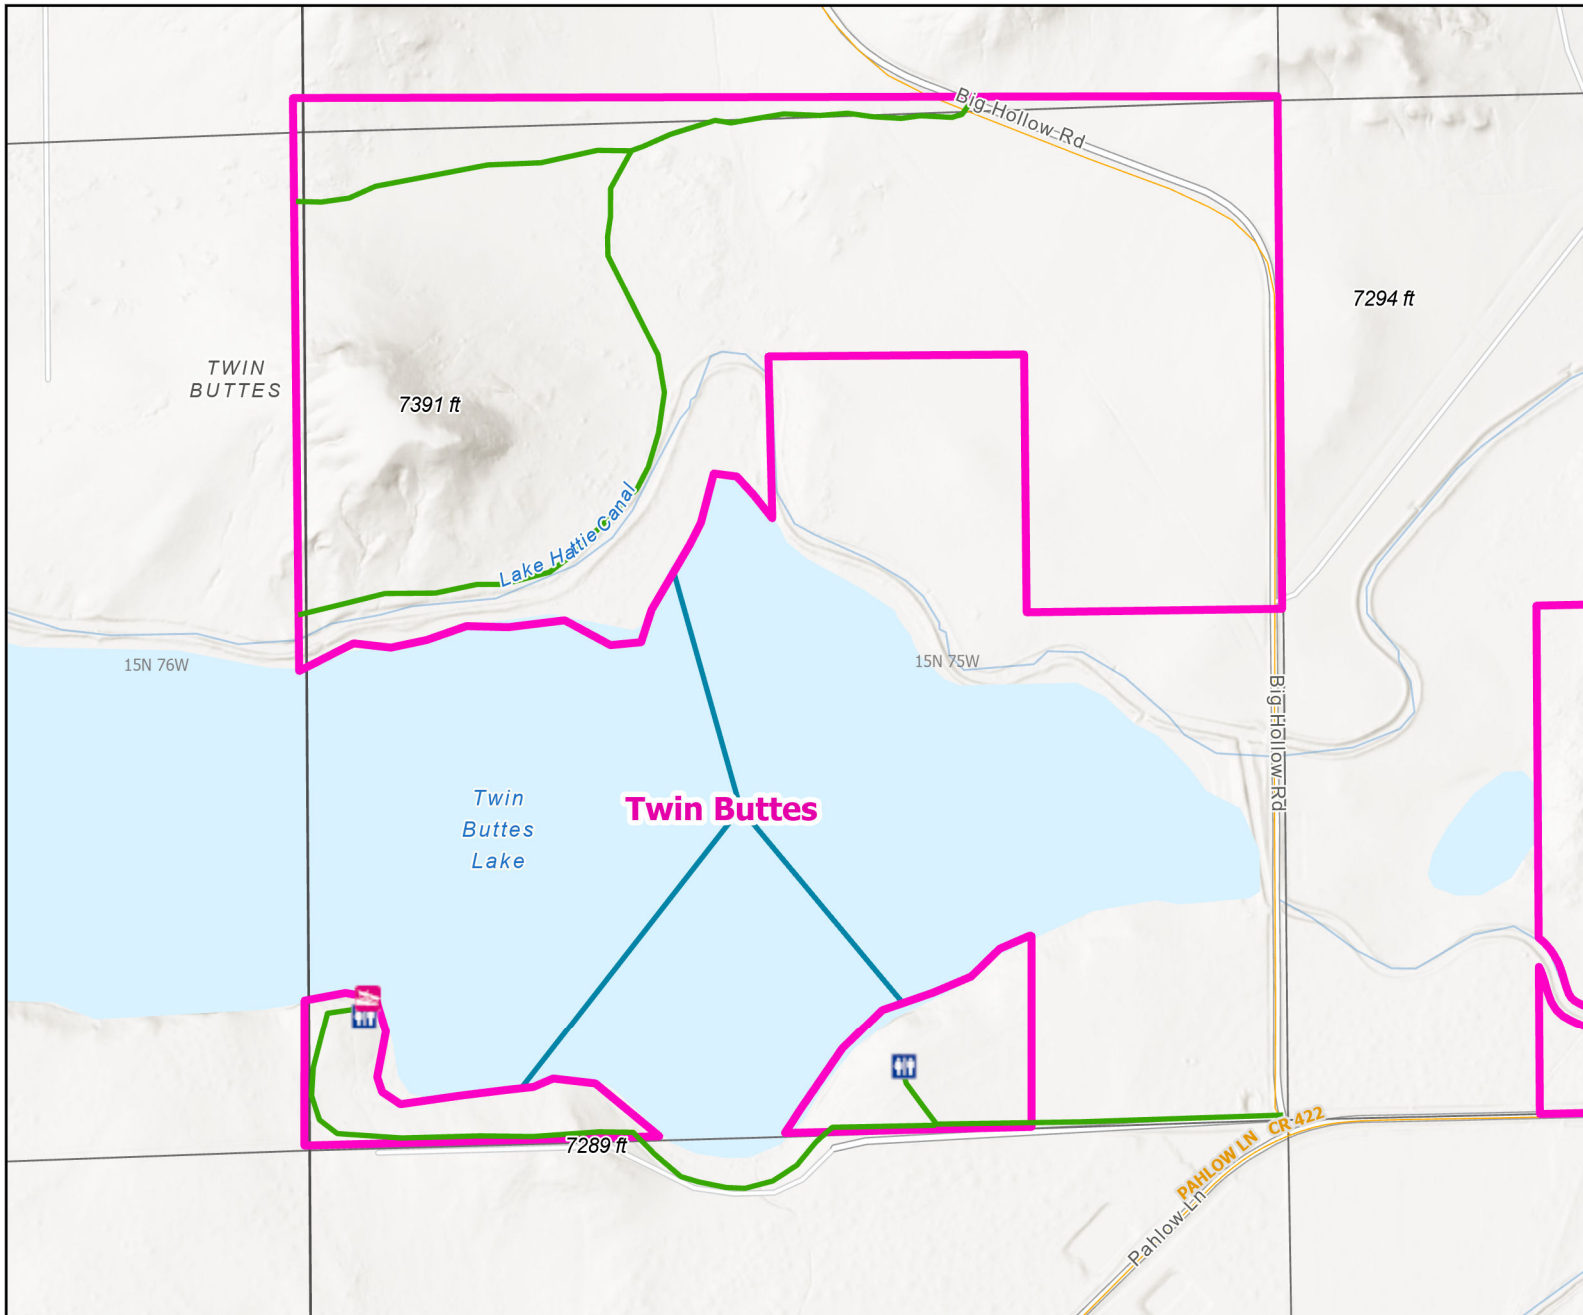 Big Hollow Rd
7294 ft
TWIN
BUTTES
7391 ft
Lake Hattie Canal
15N 76W
15N 75W
Big Hollow Rd
Twin
Buttes
Lake
Twin Buttes
7289 ft
PAHLOW LN CR 422
Pahlow Ln